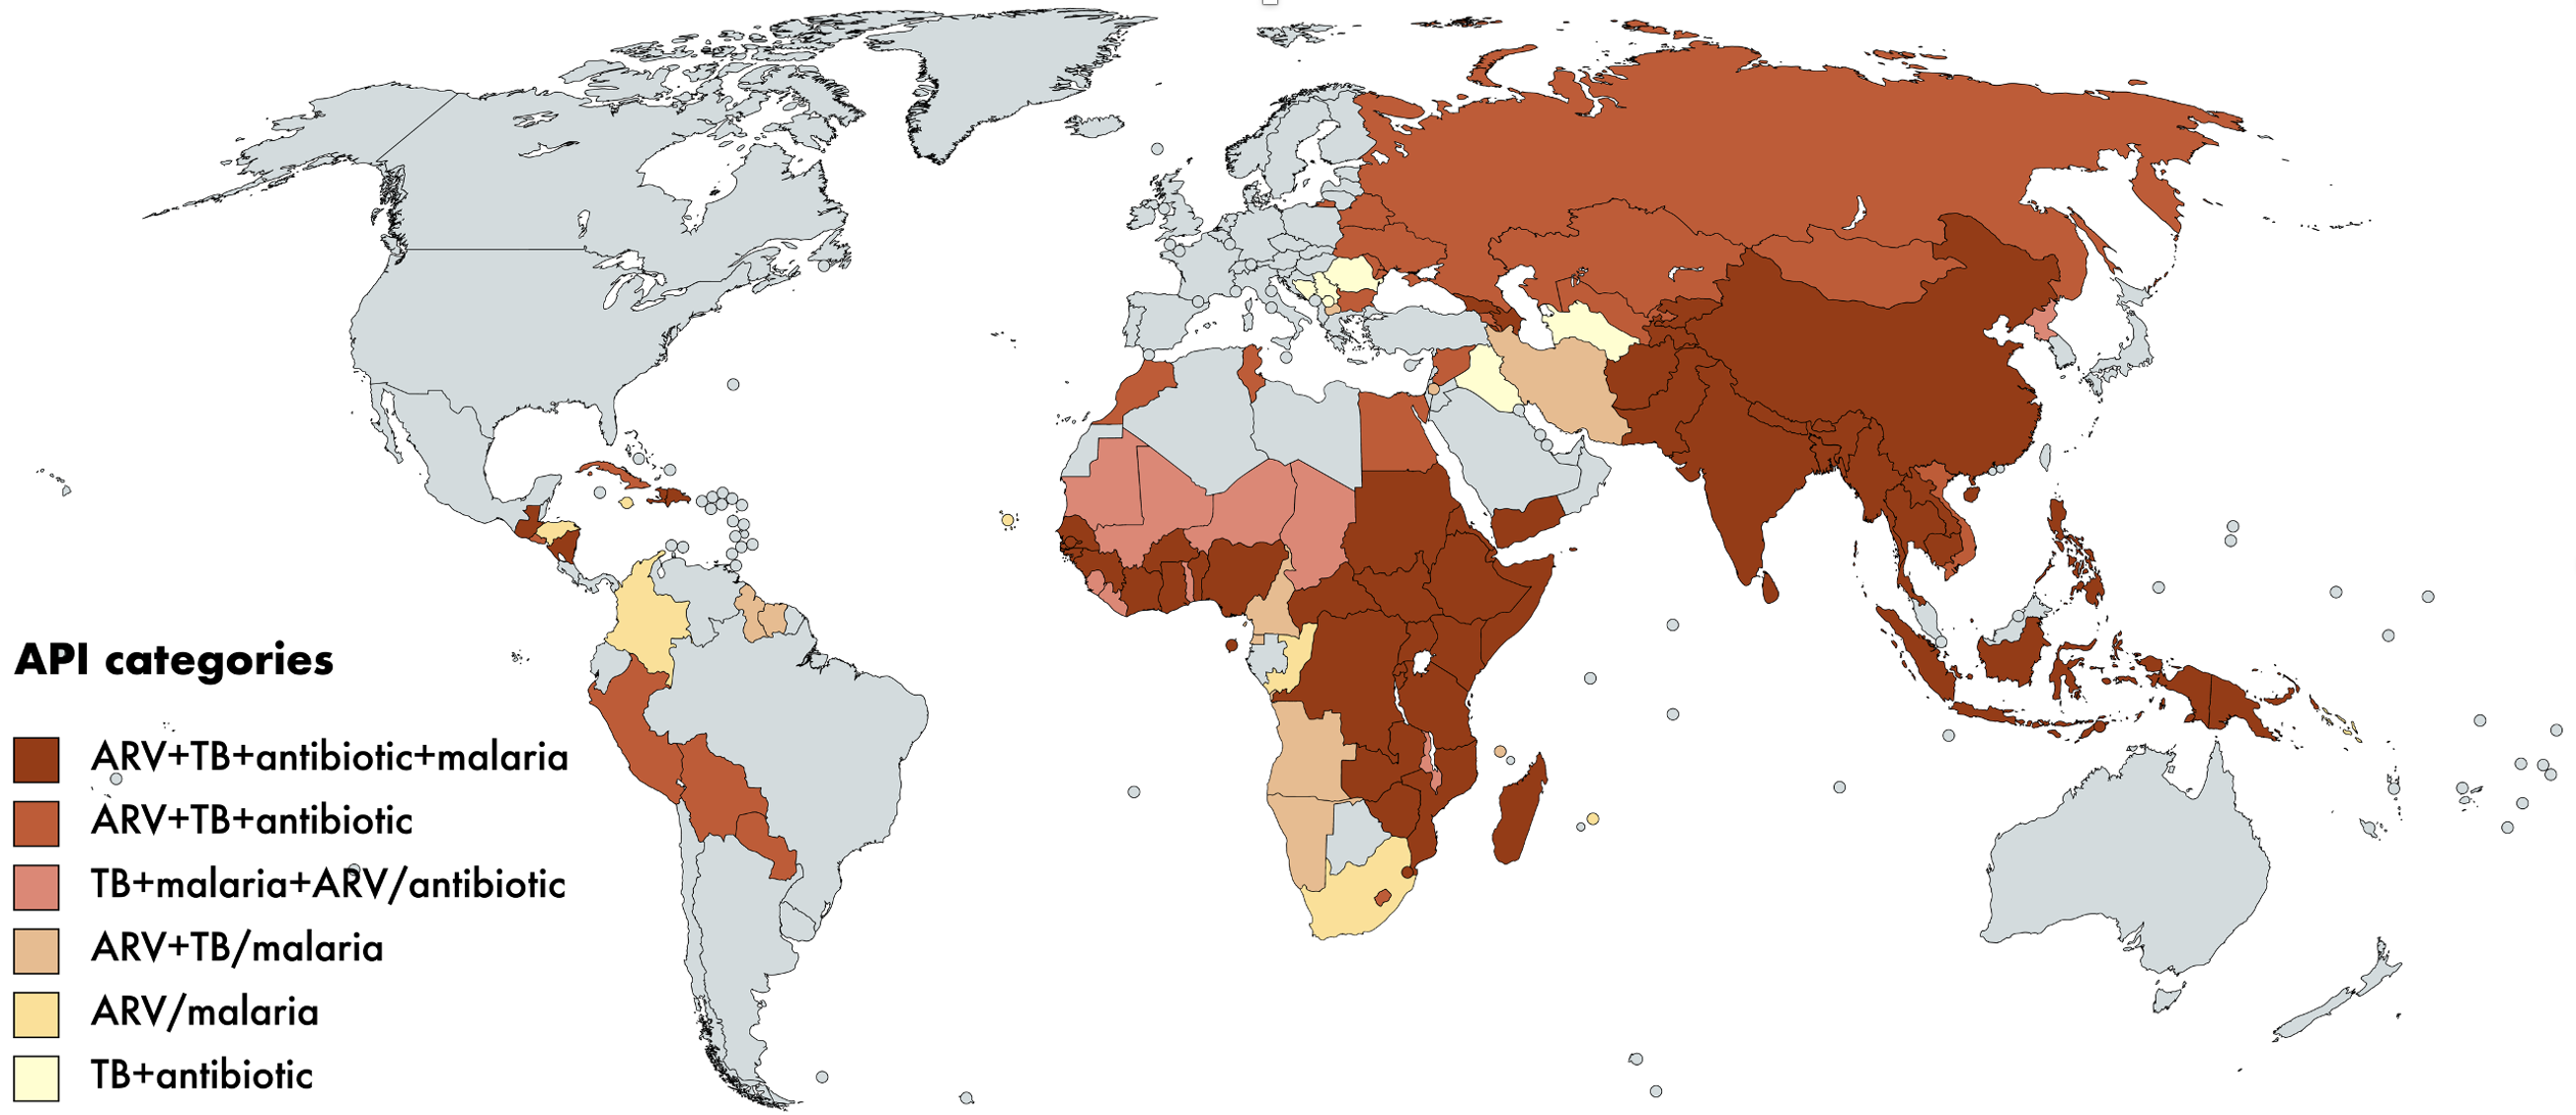 API categories
ARV+TB+antibiotic+malaria
ARV+TB+antibiotic
TB+malaria+ARV/antibiotic
ARV+TB/malaria
ARV/malaria
TB+antibiotic